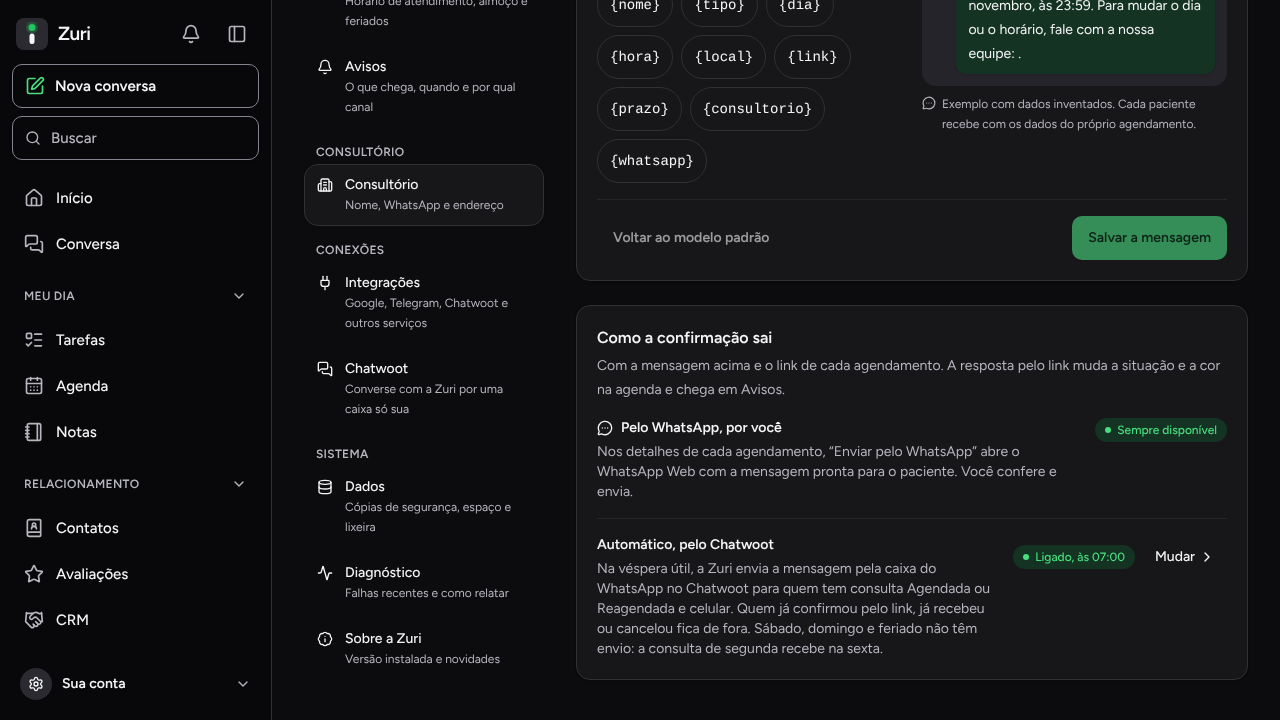 Zuri
Nova conversa
Buscar
Início
Conversa
MEU DIA
Tarefas
Agenda
Notas
RELACIONAMENTO
Contatos
Avaliações
CRM
Sua conta
Horário de atendimento, almoço e
feriados
Avisos
O que chega, quando e por qual
canal
CONSULTÓRIO
Consultório
Nome, WhatsApp e endereço
CONEXÕES
Integrações
Google, Telegram, Chatwoot e
outros serviços
Chatwoot
Converse com a Zuri por uma
caixa só sua
SISTEMA
Dados
Cópias de segurança, espaço e
lixeira
Diagnóstico
Falhas recentes e como relatar
Sobre a Zuri
Versão instalada e novidades
{nome} {tipo} {dia}
{hora} {local} {link}
{prazo} {consultorio}
{whatsapp}
novembro, às 23:59. Para mudar o dia
ou o horário, fale com a nossa
equipe: .
Exemplo com dados inventados. Cada paciente
recebe com os dados do próprio agendamento.
Voltar ao modelo padrão
Salvar a mensagem
Como a confirmação sai
Com a mensagem acima e o link de cada agendamento. A resposta pelo link muda a situação e a cor
na agenda e chega em Avisos.
Pelo WhatsApp, por você
Sempre disponível
Nos detalhes de cada agendamento, “Enviar pelo WhatsApp” abre o
WhatsApp Web com a mensagem pronta para o paciente. Você confere e
envia.
Automático, pelo Chatwoot
Ligado, às 07:00
Mudar
Na véspera útil, a Zuri envia a mensagem pela caixa do
WhatsApp no Chatwoot para quem tem consulta Agendada ou
Reagendada e celular. Quem já confirmou pelo link, já recebeu
ou cancelou fica de fora. Sábado, domingo e feriado não têm
envio: a consulta de segunda recebe na sexta.